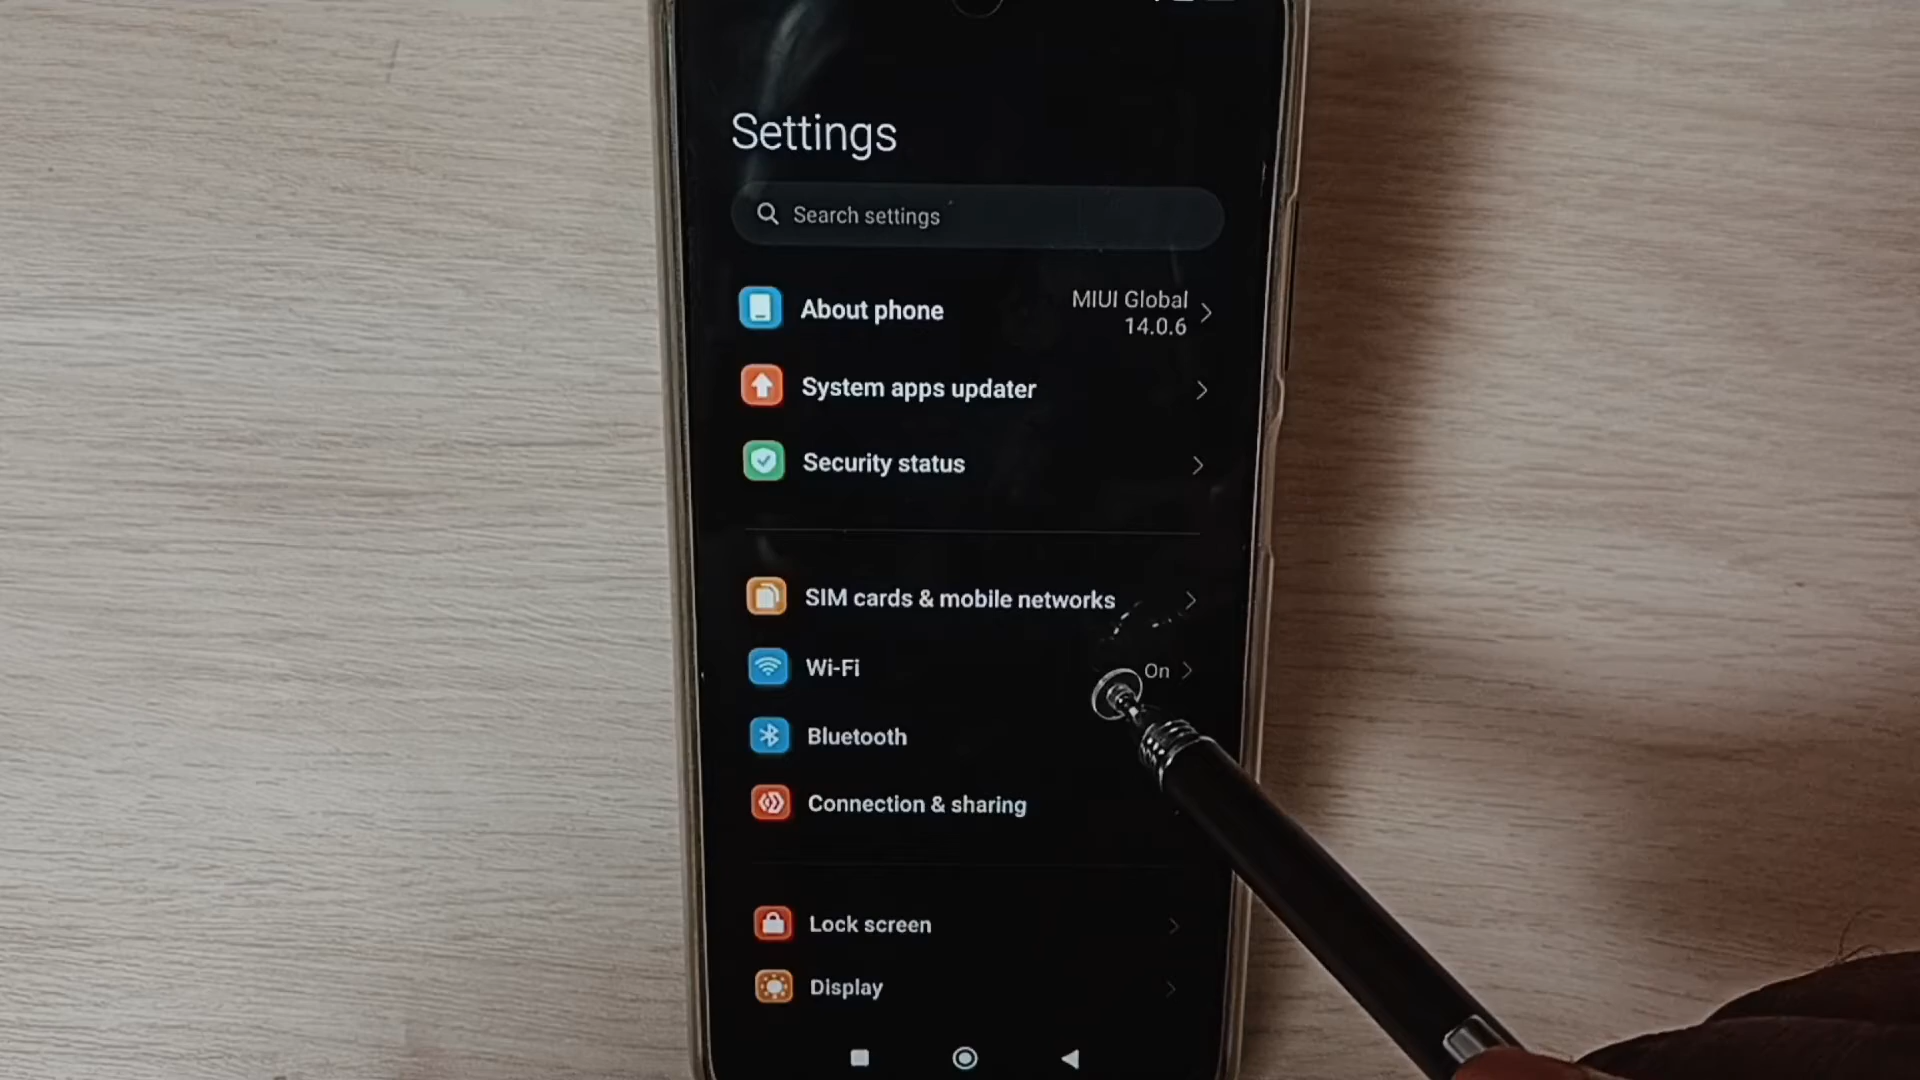 Settings
Search settings
About phone
MIUI Global
14.0.6
System apps updater
Security status
SIM cards & mobile networks
Wi-Fi
On
Bluetooth
Connection & sharing
Lock screen
Display